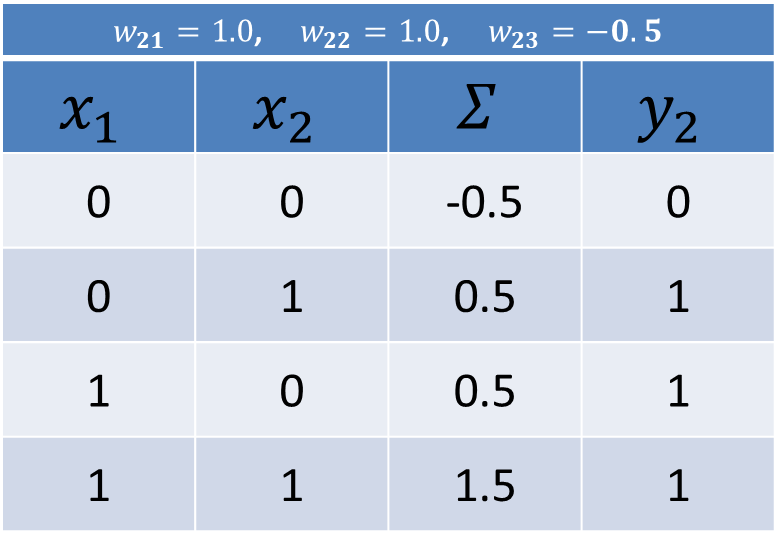 w₂₁ = 1.0, w₂₂ = 1.0, w₂₃ = −0.5
x₁ x₂ Σ y₂
0 0 -0.5 0
0 1 0.5 1
1 0 0.5 1
1 1 1.5 1